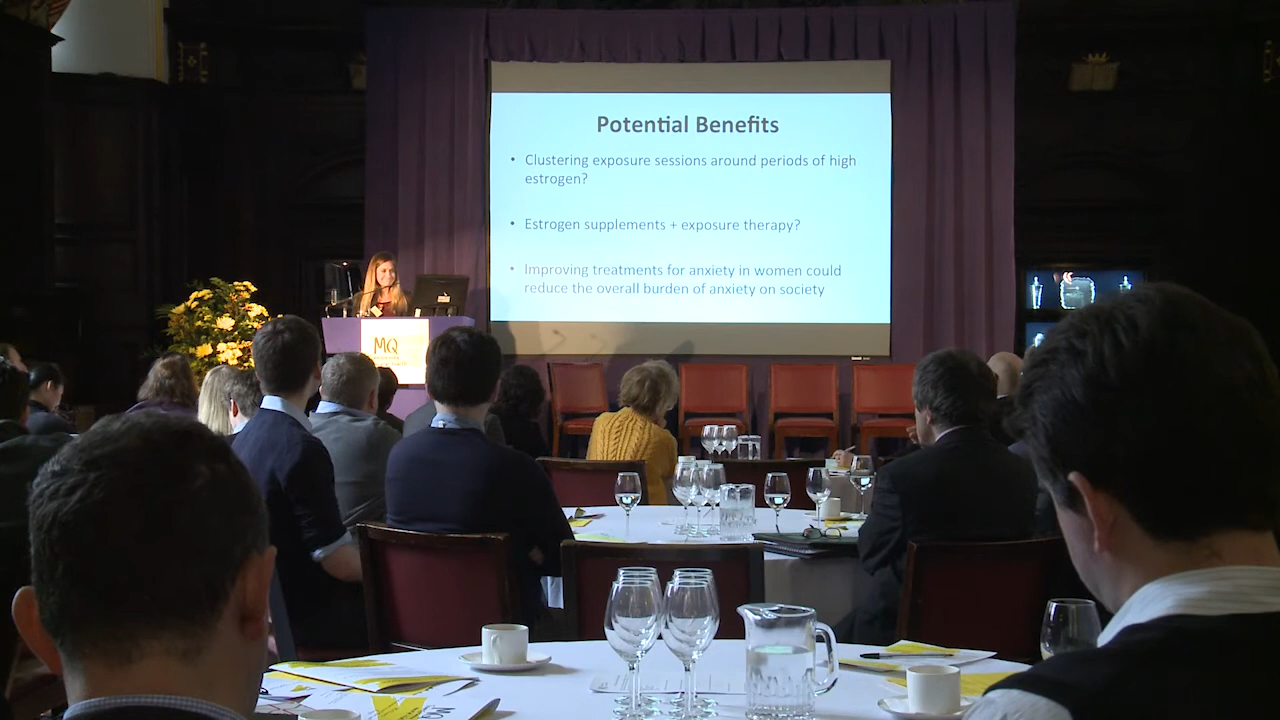 Potential Benefits
• Clustering exposure sessions around periods of high
estrogen?
• Estrogen supplements + exposure therapy?
• Improving treatments for anxiety in women could
reduce the overall burden of anxiety on society
MQ
MQ